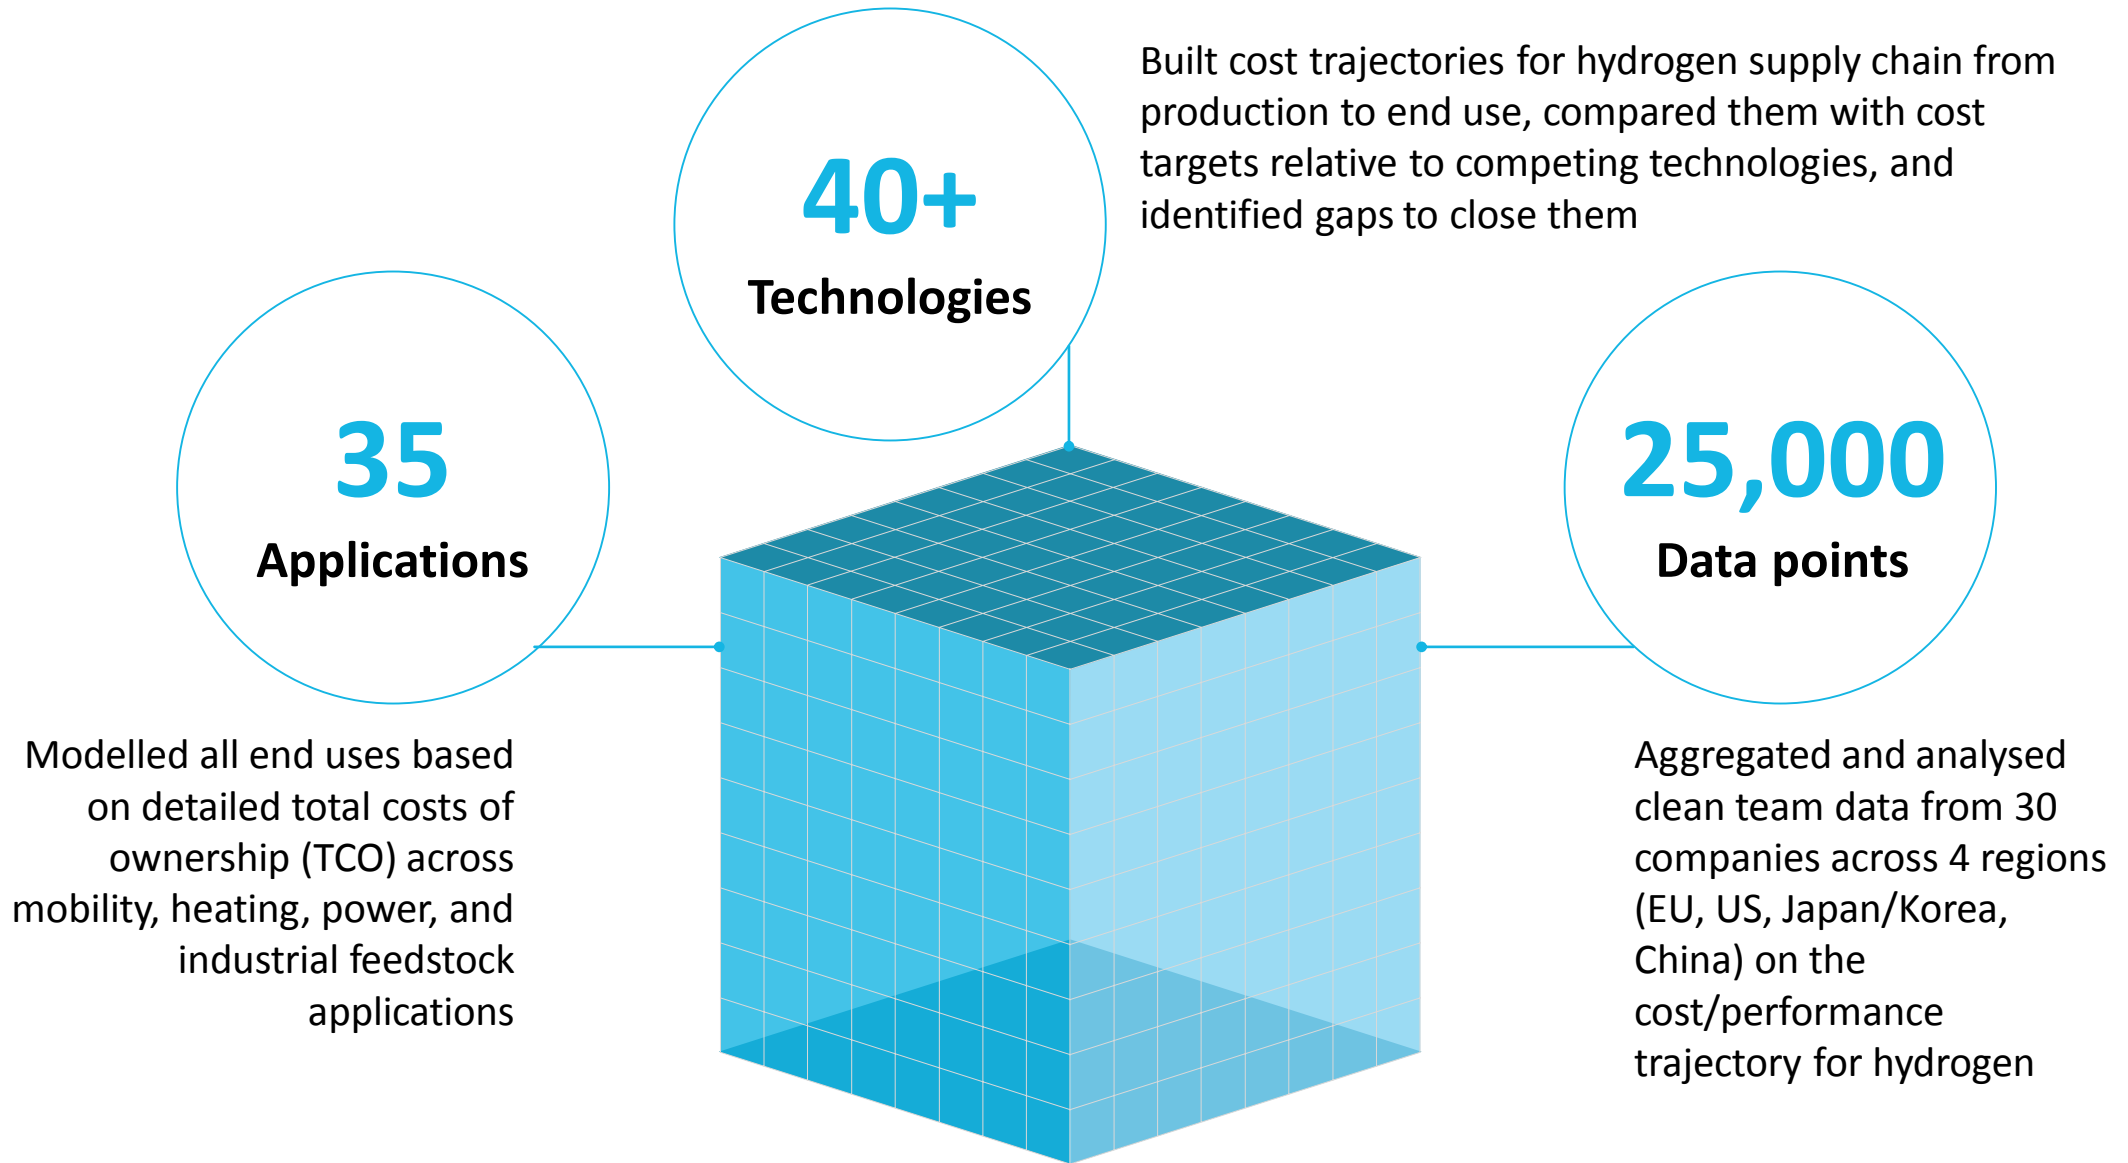 40+
Technologies
Built cost trajectories for hydrogen supply chain from
production to end use, compared them with cost
targets relative to competing technologies, and
identified gaps to close them
35
Applications
Modelled all end uses based
on detailed total costs of
ownership (TCO) across
mobility, heating, power, and
industrial feedstock
applications
25,000
Data points
Aggregated and analysed
clean team data from 30
companies across 4 regions
(EU, US, Japan/Korea,
China) on the
cost/performance
trajectory for hydrogen